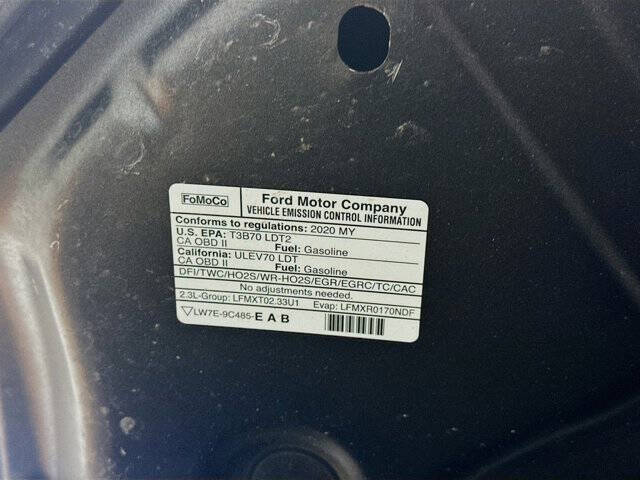 FoMoCo
Ford Motor Company
VEHICLE EMISSION CONTROL INFORMATION
Conforms to regulations: 2020 MY
U.S. EPA: T3B70 LDT2
CA OBD II Fuel: Gasoline
California: ULEV70 LDT
CA OBD II Fuel: Gasoline
DFI/TWC/HO2S/WR-HO2S/EGR/EGRC/TC/CAC
No adjustments needed.
2.3L-Group: LFMXT02.33U1 Evap: LFMXR0170NDF
LW7E-9C485-E A B